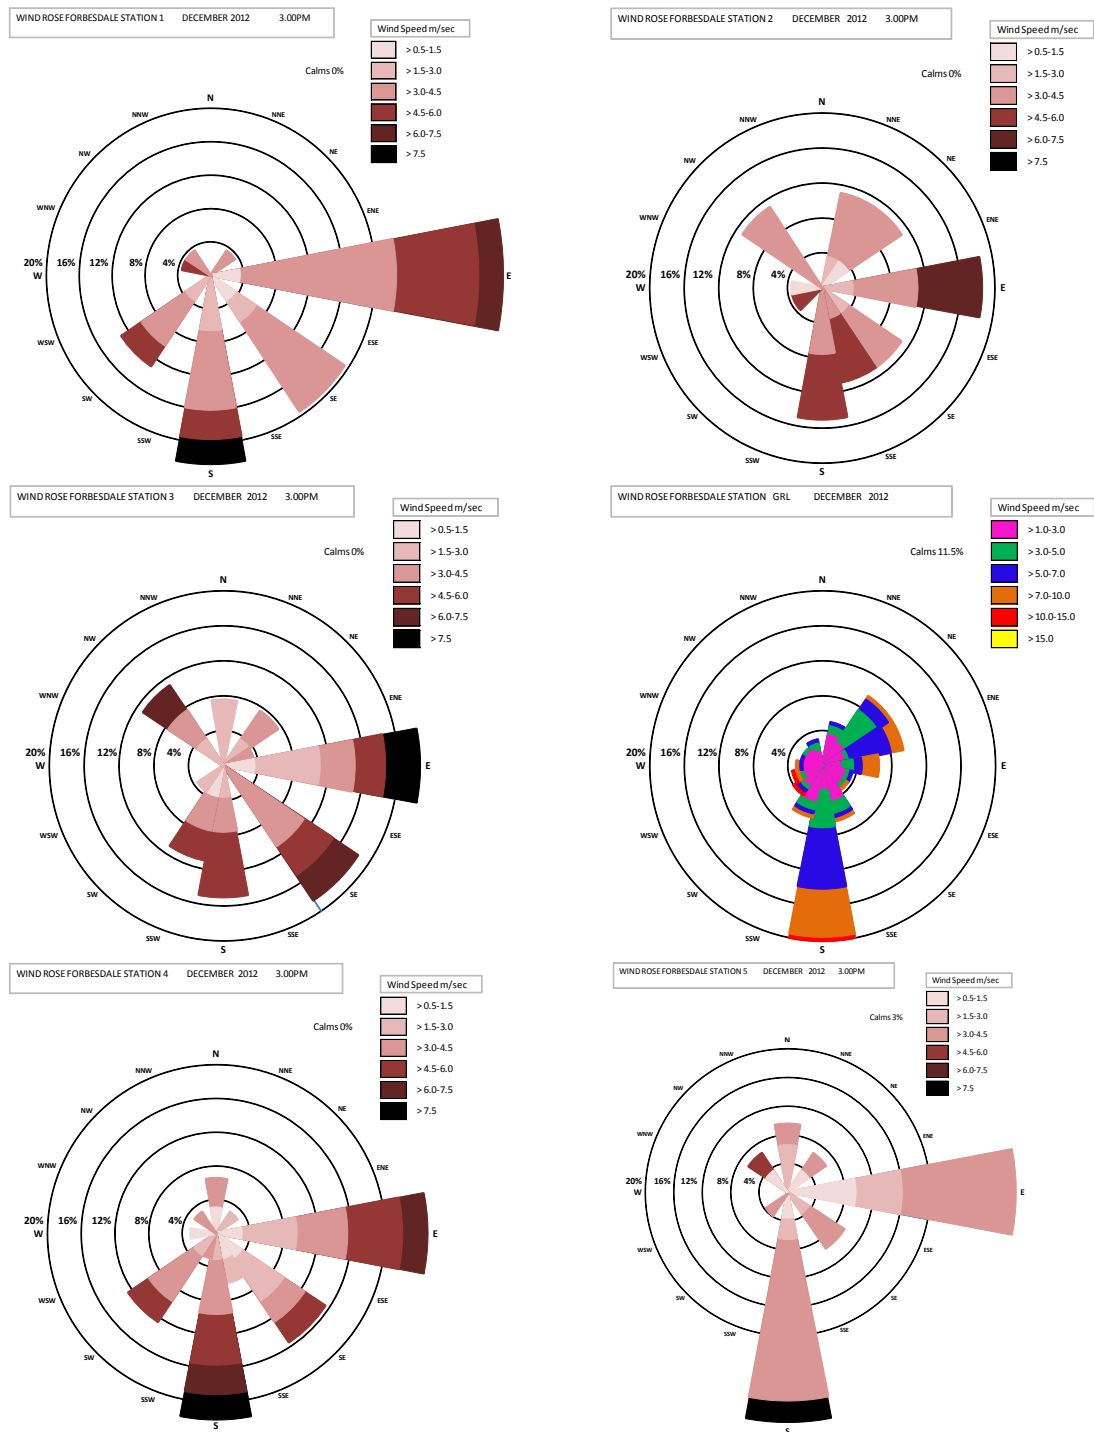 WIND ROSE FORBESDALE STATION 1 DECEMBER 2012 3.00PM
Wind Speed m/sec
> 0.5-1.5
> 1.5-3.0
> 3.0-4.5
> 4.5-6.0
> 6.0-7.5
> 7.5
Calms 0%
N
NNW
NNE
NW
NE
WNW
ENE
20% 16% 12% 8% 4%
W
E
WSW
ESE
SW
SE
SSW
SSE
S
WIND ROSE FORBESDALE STATION 2 DECEMBER 2012 3.00PM
Wind Speed m/sec
> 0.5-1.5
> 1.5-3.0
> 3.0-4.5
> 4.5-6.0
> 6.0-7.5
> 7.5
Calms 0%
N
NNW
NNE
NW
NE
WNW
ENE
20% 16% 12% 8% 4%
W
E
WSW
ESE
SW
SE
SSW
SSE
S
WIND ROSE FORBESDALE STATION 3 DECEMBER 2012 3.00PM
Wind Speed m/sec
> 0.5-1.5
> 1.5-3.0
> 3.0-4.5
> 4.5-6.0
> 6.0-7.5
> 7.5
Calms 0%
N
NNW
NNE
NW
NE
WNW
ENE
20% 16% 12% 8% 4%
W
E
WSW
ESE
SW
SE
SSW
SSE
S
WIND ROSE FORBESDALE STATION GRL DECEMBER 2012
Wind Speed m/sec
> 1.0-3.0
> 3.0-5.0
> 5.0-7.0
> 7.0-10.0
> 10.0-15.0
> 15.0
Calms 11.5%
N
NNW
NNE
NW
NE
WNW
ENE
20% 16% 12% 8% 4%
W
E
WSW
ESE
SW
SE
SSW
SSE
S
WIND ROSE FORBESDALE STATION 4 DECEMBER 2012 3.00PM
Wind Speed m/sec
> 0.5-1.5
> 1.5-3.0
> 3.0-4.5
> 4.5-6.0
> 6.0-7.5
> 7.5
Calms 0%
N
NNW
NNE
NW
NE
WNW
ENE
20% 16% 12% 8% 4%
W
E
WSW
ESE
SW
SE
SSW
SSE
S
WIND ROSE FORBESDALE STATION 5 DECEMBER 2012 3.00PM
Wind Speed m/sec
> 0.5-1.5
> 1.5-3.0
> 3.0-4.5
> 4.5-6.0
> 6.0-7.5
> 7.5
Calms 3%
N
NNW
NNE
NW
NE
WNW
ENE
20% 16% 12% 8% 4%
W
E
WSW
ESE
SW
SE
SSW
SSE
S